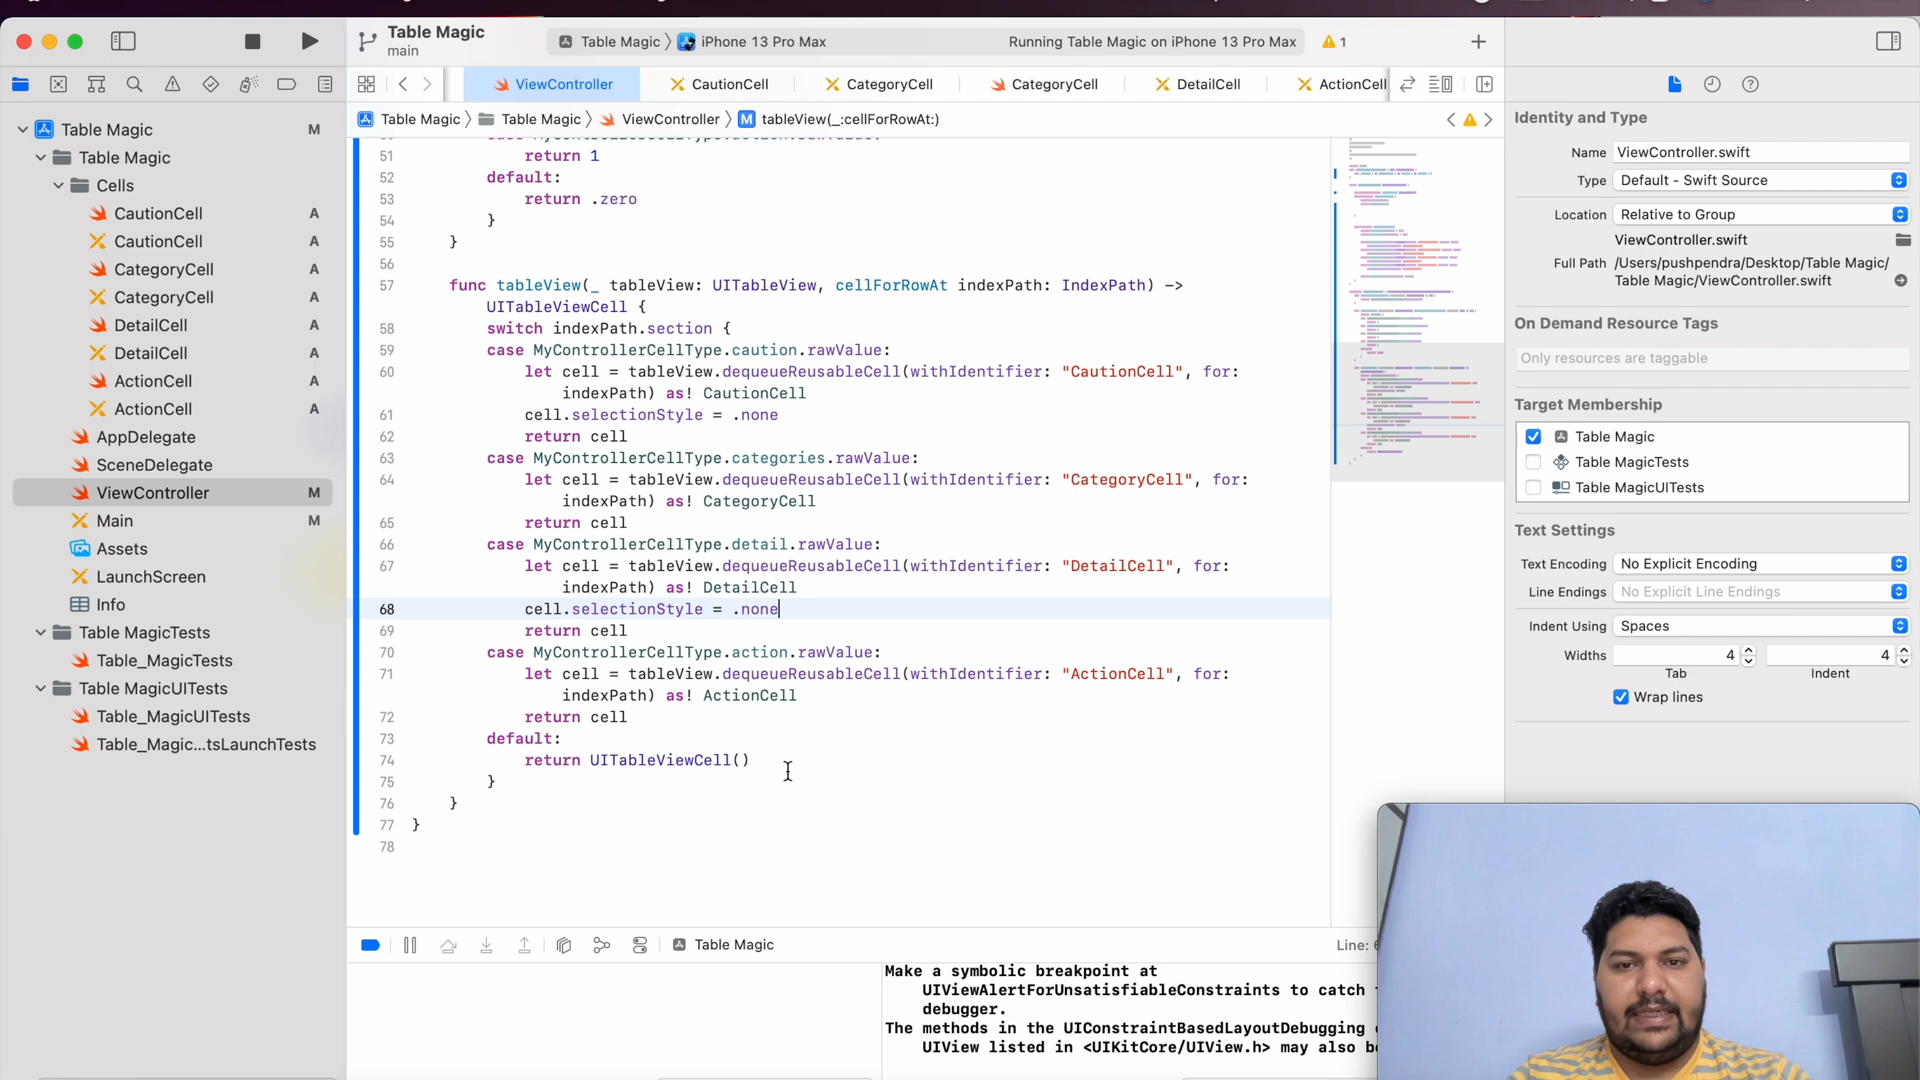 Table Magic
main
Table Magic
iPhone 13 Pro Max
Running Table Magic on iPhone 13 Pro Max
1
ViewController
CautionCell
CategoryCell
CategoryCell
DetailCell
ActionCell
Table Magic
Table Magic
ViewController
M
tableView(_:cellForRowAt:)
Table Magic M
Table Magic
Cells
CautionCell A
CautionCell A
CategoryCell A
CategoryCell A
DetailCell A
DetailCell A
ActionCell A
ActionCell A
AppDelegate
SceneDelegate
ViewController M
Main M
Assets
LaunchScreen
Info
Table MagicTests
Table_MagicTests
Table MagicUITests
Table_MagicUITests
Table_Magic...tsLaunchTests
51 return 1
52 default:
53 return .zero
54 }
55 }
56
57 func tableView(_ tableView: UITableView, cellForRowAt indexPath: IndexPath) ->
UITableViewCell {
58 switch indexPath.section {
59 case MyControllerCellType.caution.rawValue:
60 let cell = tableView.dequeueReusableCell(withIdentifier: "CautionCell", for:
indexPath) as! CautionCell
61 cell.selectionStyle = .none
62 return cell
63 case MyControllerCellType.categories.rawValue:
64 let cell = tableView.dequeueReusableCell(withIdentifier: "CategoryCell", for:
indexPath) as! CategoryCell
65 return cell
66 case MyControllerCellType.detail.rawValue:
67 let cell = tableView.dequeueReusableCell(withIdentifier: "DetailCell", for:
indexPath) as! DetailCell
68 cell.selectionStyle = .none
69 return cell
70 case MyControllerCellType.action.rawValue:
71 let cell = tableView.dequeueReusableCell(withIdentifier: "ActionCell", for:
indexPath) as! ActionCell
72 return cell
73 default:
74 return UITableViewCell()
75 }
76 }
77 }
78
Table Magic
Line:
Make a symbolic breakpoint at
UIViewAlertForUnsatisfiableConstraints to catch
debugger.
The methods in the UIConstraintBasedLayoutDebugging
UIView listed in <UIKitCore/UIView.h> may also
Identity and Type
Name ViewController.swift
Type Default - Swift Source
Location Relative to Group
ViewController.swift
Full Path /Users/pushpendra/Desktop/Table Magic/
Table Magic/ViewController.swift
On Demand Resource Tags
Only resources are taggable
Target Membership
Table Magic
Table MagicTests
Table MagicUITests
Text Settings
Text Encoding No Explicit Encoding
Line Endings No Explicit Line Endings
Indent Using Spaces
Widths 4 4
Tab Indent
Wrap lines